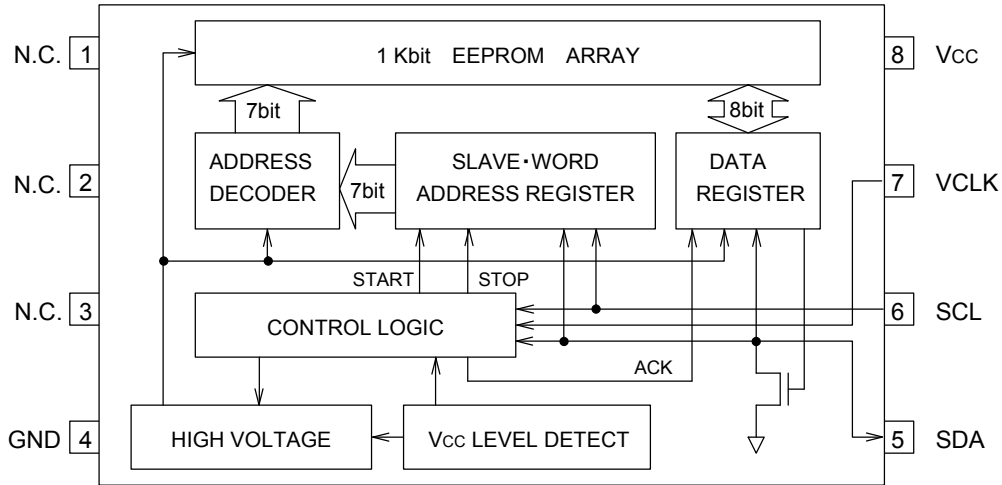 N.C. 1
1 Kbit EEPROM ARRAY
8 VCC
7bit
8bit
N.C. 2
ADDRESS
DECODER
7bit
SLAVE・WORD
ADDRESS REGISTER
DATA
REGISTER
7 VCLK
START
STOP
N.C. 3
CONTROL LOGIC
6 SCL
ACK
GND 4
HIGH VOLTAGE
VCC LEVEL DETECT
5 SDA